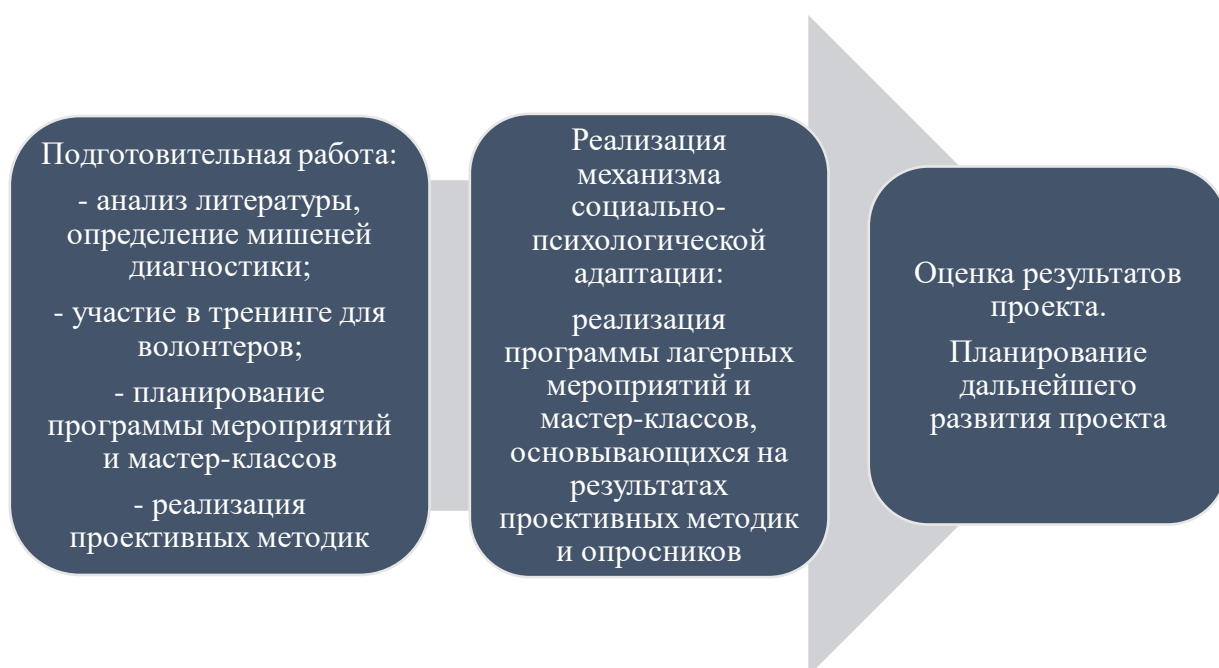 Подготовительная работа:
- анализ литературы,
определение мишеней
диагностики;
- участие в тренинге для
волонтеров;
- планирование
программы мероприятий
и мастер-классов
- реализация
проективных методик
Реализация
механизма
социально-
психологической
адаптации:
реализация
программы лагерных
мероприятий и
мастер-классов,
основывающихся на
результатах
проективных методик
и опросников
Оценка результатов
проекта.
Планирование
дальнейшего
развития проекта